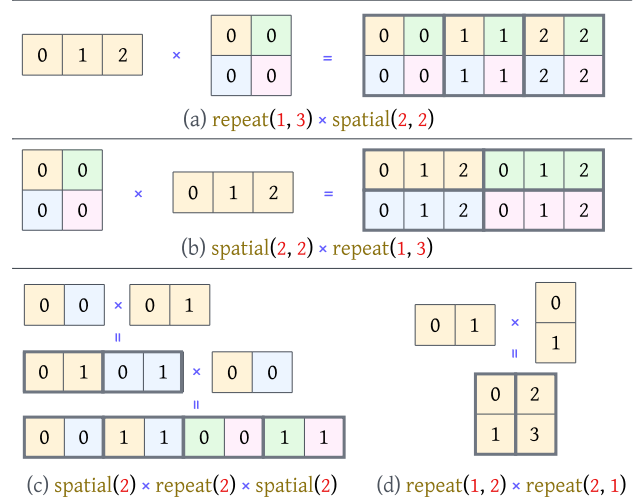 0 1 2 × 0 0 = 0 0 1 1 2 2
0 0 0 0 1 1 2 2
(a) repeat(1, 3) × spatial(2, 2)
0 0 × 0 1 2 = 0 1 2 0 1 2
0 0 0 1 2 0 1 2
(b) spatial(2, 2) × repeat(1, 3)
0 0 × 0 1
=
0 1 0 1 × 0 0
=
0 0 1 1 0 0 1 1
(c) spatial(2) × repeat(2) × spatial(2)
0 1 × 0
1
=
0 2
1 3
(d) repeat(1, 2) × repeat(2, 1)